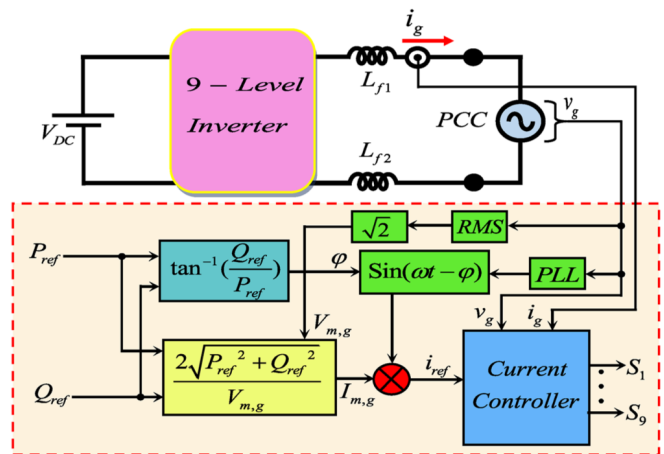 i_g
9 – Level
Inverter
V_DC
L_f1
L_f2
PCC
v_g
√2
RMS
P_ref
tan⁻¹(Q_ref/P_ref)
φ
Sin(ωt – φ)
PLL
V_m,g
v_g
i_g
2√(P_ref² + Q_ref²)
V_m,g
I_m,g
i_ref
Q_ref
Current
Controller
S_1
S_9